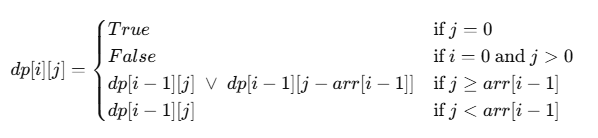 True if j = 0
False if i = 0 and j > 0
dp[i][j] = { dp[i − 1][j] ∨ dp[i − 1][j − arr[i − 1]] if j ≥ arr[i − 1]
dp[i − 1][j] if j < arr[i − 1]